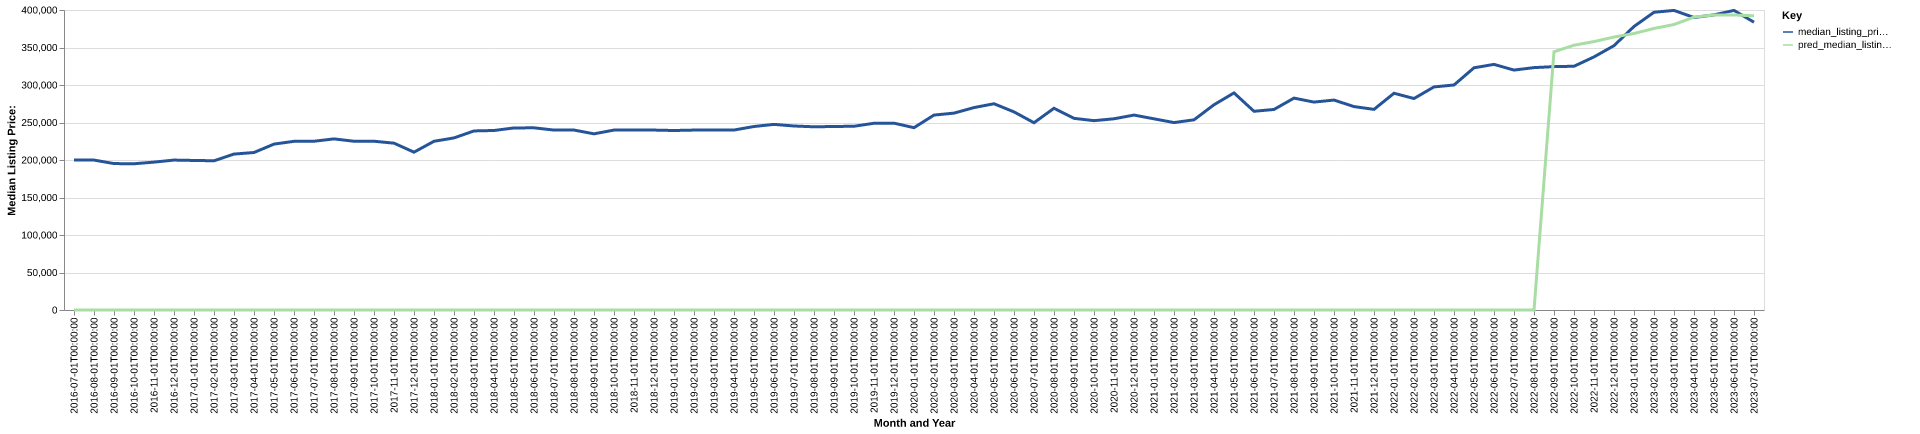 400,000
350,000
300,000
250,000
200,000
150,000
100,000
50,000
0
Median Listing Price:
2016-07-01T00:00:00
2016-08-01T00:00:00
2016-09-01T00:00:00
2016-10-01T00:00:00
2016-11-01T00:00:00
2016-12-01T00:00:00
2017-01-01T00:00:00
2017-02-01T00:00:00
2017-03-01T00:00:00
2017-04-01T00:00:00
2017-05-01T00:00:00
2017-06-01T00:00:00
2017-07-01T00:00:00
2017-08-01T00:00:00
2017-09-01T00:00:00
2017-10-01T00:00:00
2017-11-01T00:00:00
2017-12-01T00:00:00
2018-01-01T00:00:00
2018-02-01T00:00:00
2018-03-01T00:00:00
2018-04-01T00:00:00
2018-05-01T00:00:00
2018-06-01T00:00:00
2018-07-01T00:00:00
2018-08-01T00:00:00
2018-09-01T00:00:00
2018-10-01T00:00:00
2018-11-01T00:00:00
2018-12-01T00:00:00
2019-01-01T00:00:00
2019-02-01T00:00:00
2019-03-01T00:00:00
2019-04-01T00:00:00
2019-05-01T00:00:00
2019-06-01T00:00:00
2019-07-01T00:00:00
2019-08-01T00:00:00
2019-09-01T00:00:00
2019-10-01T00:00:00
2019-11-01T00:00:00
2019-12-01T00:00:00
2020-01-01T00:00:00
2020-02-01T00:00:00
2020-03-01T00:00:00
2020-04-01T00:00:00
2020-05-01T00:00:00
2020-06-01T00:00:00
2020-07-01T00:00:00
2020-08-01T00:00:00
2020-09-01T00:00:00
2020-10-01T00:00:00
2020-11-01T00:00:00
2020-12-01T00:00:00
2021-01-01T00:00:00
2021-02-01T00:00:00
2021-03-01T00:00:00
2021-04-01T00:00:00
2021-05-01T00:00:00
2021-06-01T00:00:00
2021-07-01T00:00:00
2021-08-01T00:00:00
2021-09-01T00:00:00
2021-10-01T00:00:00
2021-11-01T00:00:00
2021-12-01T00:00:00
2022-01-01T00:00:00
2022-02-01T00:00:00
2022-03-01T00:00:00
2022-04-01T00:00:00
2022-05-01T00:00:00
2022-06-01T00:00:00
2022-07-01T00:00:00
2022-08-01T00:00:00
2022-09-01T00:00:00
2022-10-01T00:00:00
2022-11-01T00:00:00
2022-12-01T00:00:00
2023-01-01T00:00:00
2023-02-01T00:00:00
2023-03-01T00:00:00
2023-04-01T00:00:00
2023-05-01T00:00:00
2023-06-01T00:00:00
2023-07-01T00:00:00
Month and Year
Key
median_listing_pri…
pred_median_listin…